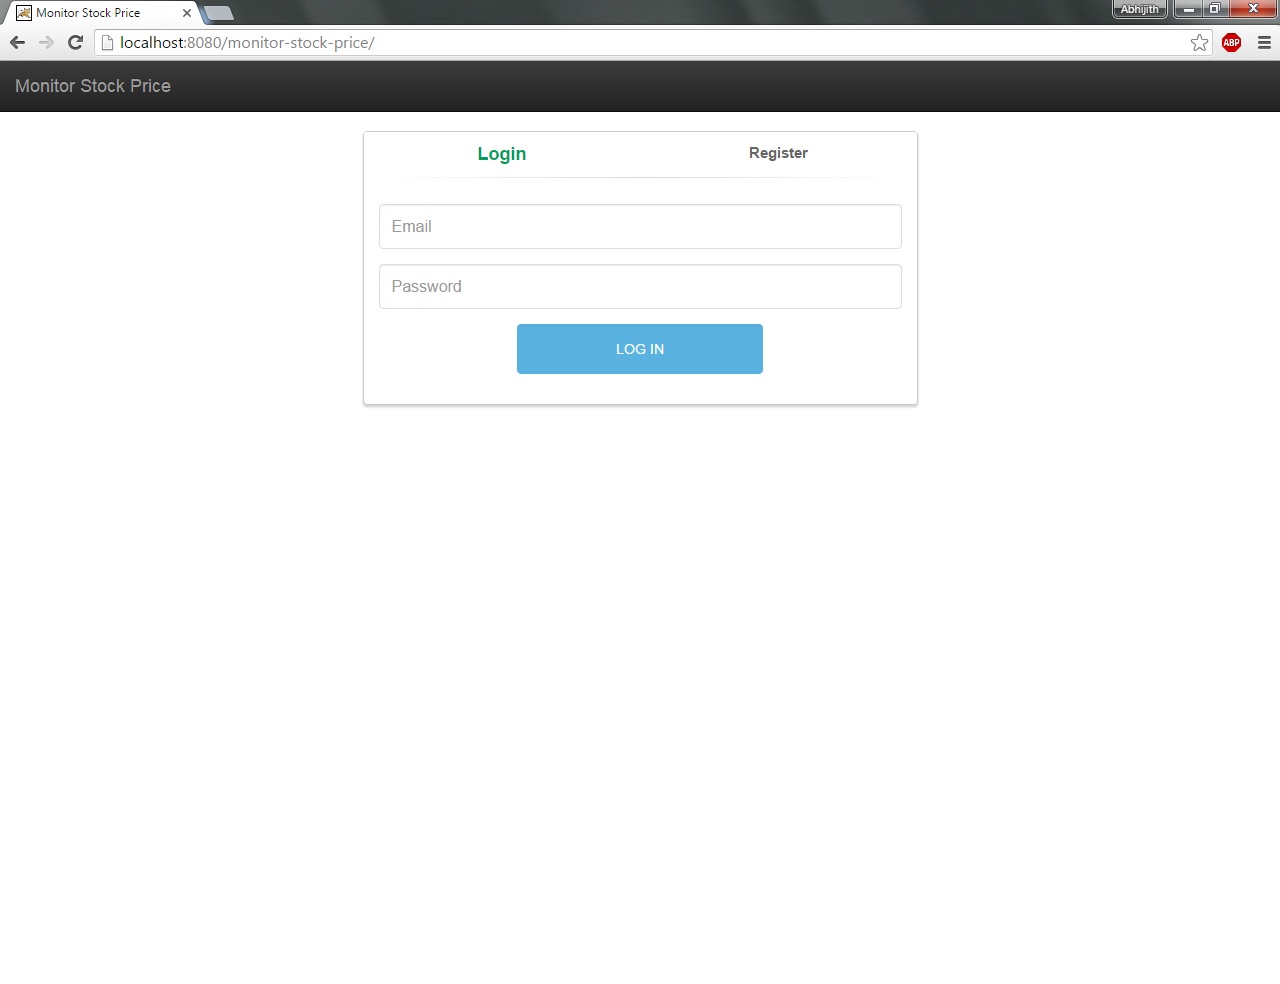 Monitor Stock Price
Abhijith
localhost:8080/monitor-stock-price/
ABP
Monitor Stock Price
Login Register
Email
Password
LOG IN